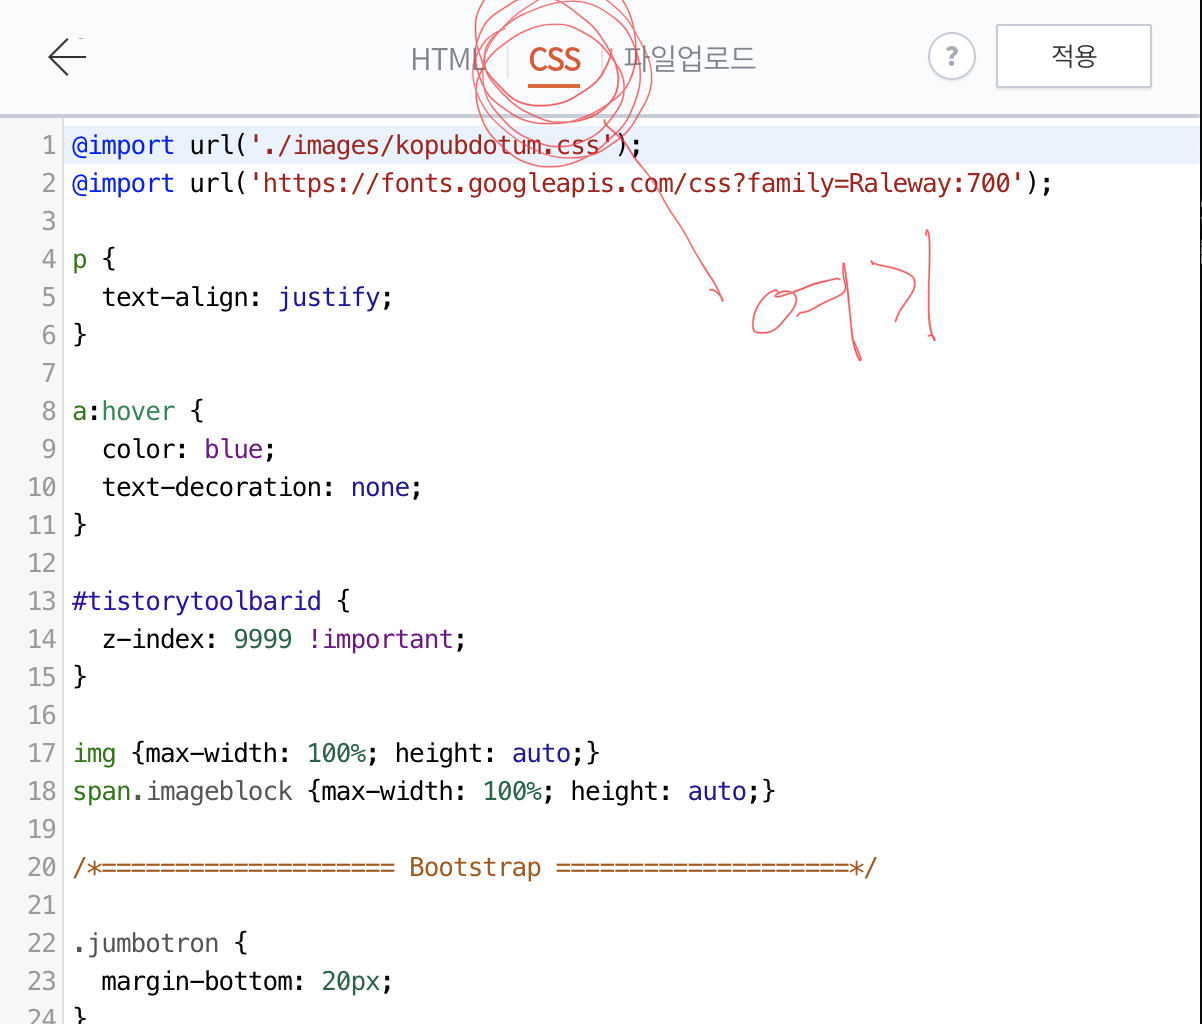 HTML CSS 파일업로드 ? 적용
1 @import url('./images/kopubdotum.css');
2 @import url('https://fonts.googleapis.com/css?family=Raleway:700');
3
여기
4 p {
5 text-align: justify;
6 }
7
8 a:hover {
9 color: blue;
10 text-decoration: none;
11 }
12
13 #tistorytoolbarid {
14 z-index: 9999 !important;
15 }
16
17 img {max-width: 100%; height: auto;}
18 span.imageblock {max-width: 100%; height: auto;}
19
20 /*==================== Bootstrap ====================*/
21
22 .jumbotron {
23 margin-bottom: 20px;
24 }